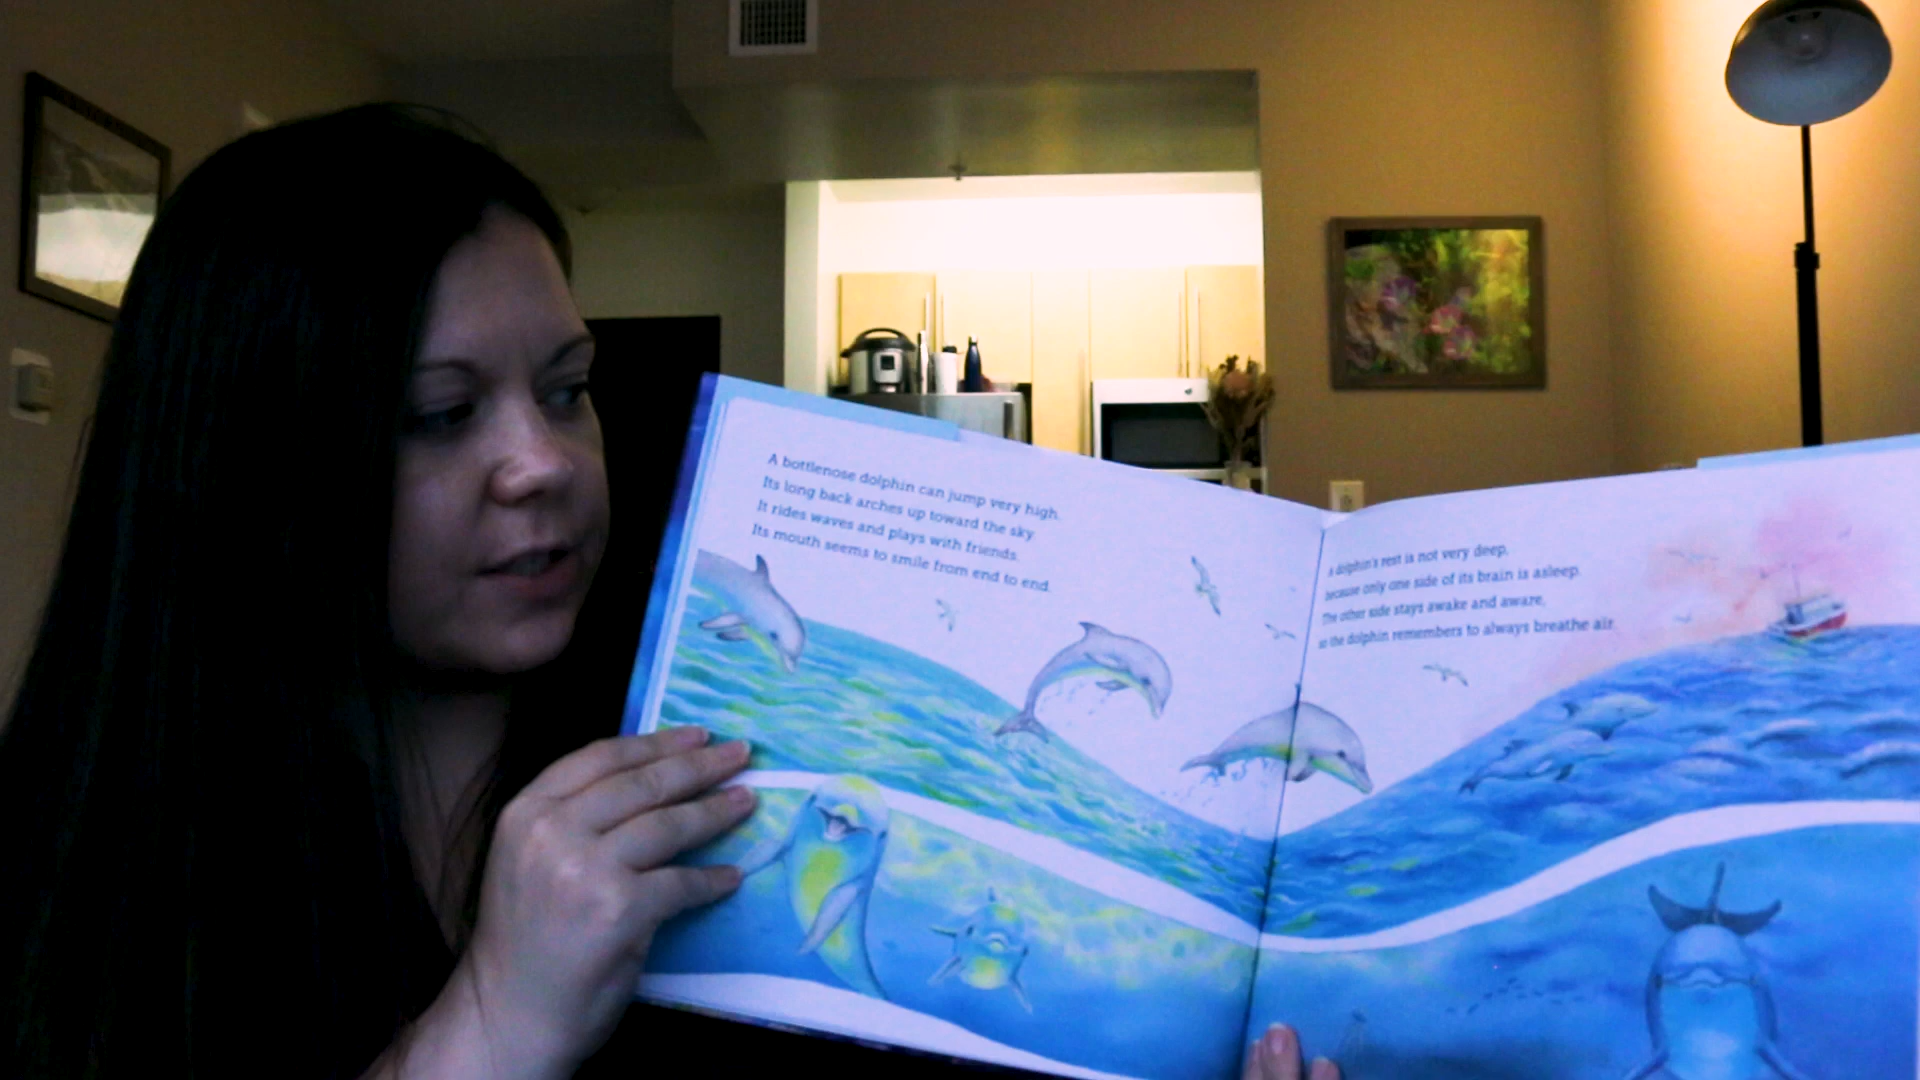 A bottlenose dolphin can jump very high.
Its long back arches up toward the sky.
It rides waves and plays with friends.
Its mouth seems to smile from end to end.
A dolphin's rest is not very deep,
because only one side of its brain is asleep.
The other side stays awake and aware,
so the dolphin remembers to always breathe air.